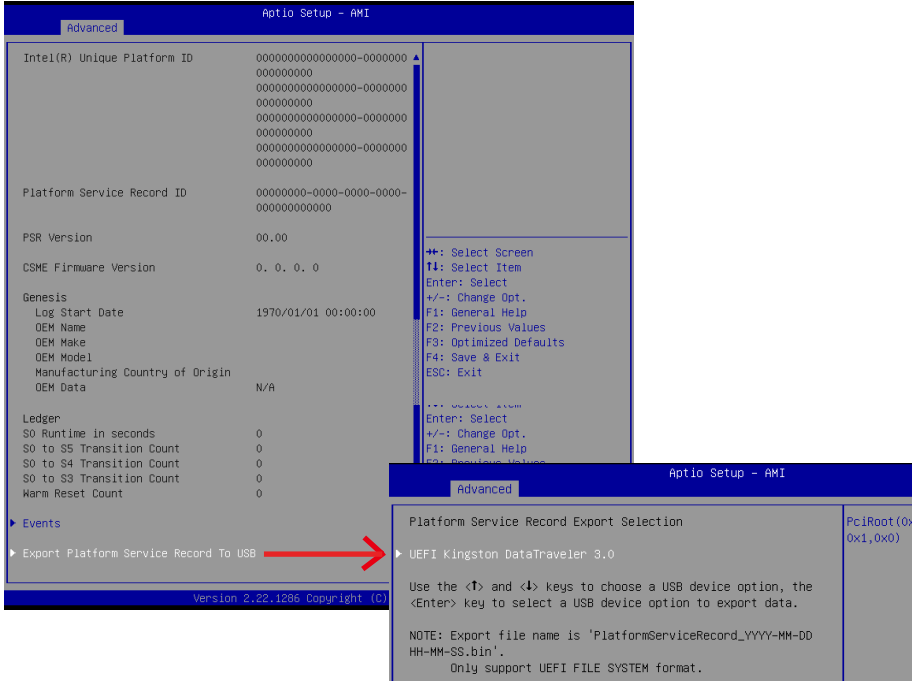 Aptio Setup – AMI
Advanced
Intel(R) Unique Platform ID 0000000000000000-0000000
000000000
0000000000000000-0000000
000000000
0000000000000000-0000000
000000000
0000000000000000-0000000
000000000
Platform Service Record ID 00000000-0000-0000-0000-
000000000000
PSR Version 00.00
CSME Firmware Version 0. 0. 0. 0
Genesis
Log Start Date 1970/01/01 00:00:00
OEM Name
OEM Make
OEM Model
Manufacturing Country of Origin
OEM Data N/A
Ledger
S0 Runtime in seconds 0
S0 to S5 Transition Count 0
S0 to S4 Transition Count 0
S0 to S3 Transition Count 0
Warm Reset Count 0
Events
Export Platform Service Record To USB
→←: Select Screen
↑↓: Select Item
Enter: Select
+/-: Change Opt.
F1: General Help
F2: Previous Values
F3: Optimized Defaults
F4: Save & Exit
ESC: Exit
Enter: Select
+/-: Change Opt.
F1: General Help
Version 2.22.1286 Copyright (C)
Aptio Setup – AMI
Advanced
Platform Service Record Export Selection
UEFI Kingston DataTraveler 3.0
Use the <↑> and <↓> keys to choose a USB device option, the
<Enter> key to select a USB device option to export data.
NOTE: Export file name is 'PlatformServiceRecord_YYYY-MM-DD
HH-MM-SS.bin'.
Only support UEFI FILE SYSTEM format.
PciRoot(0x
0x1,0x0)